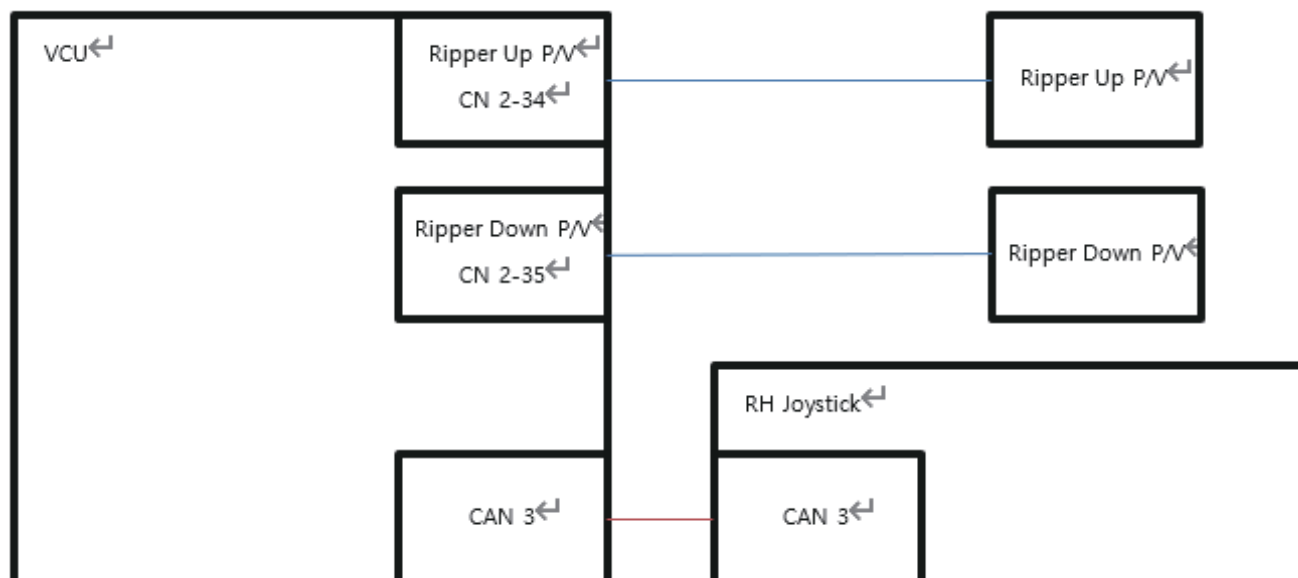 VCU
Ripper Up P/V
CN 2-34
Ripper Up P/V
Ripper Down P/V
CN 2-35
Ripper Down P/V
RH Joystick
CAN 3
CAN 3